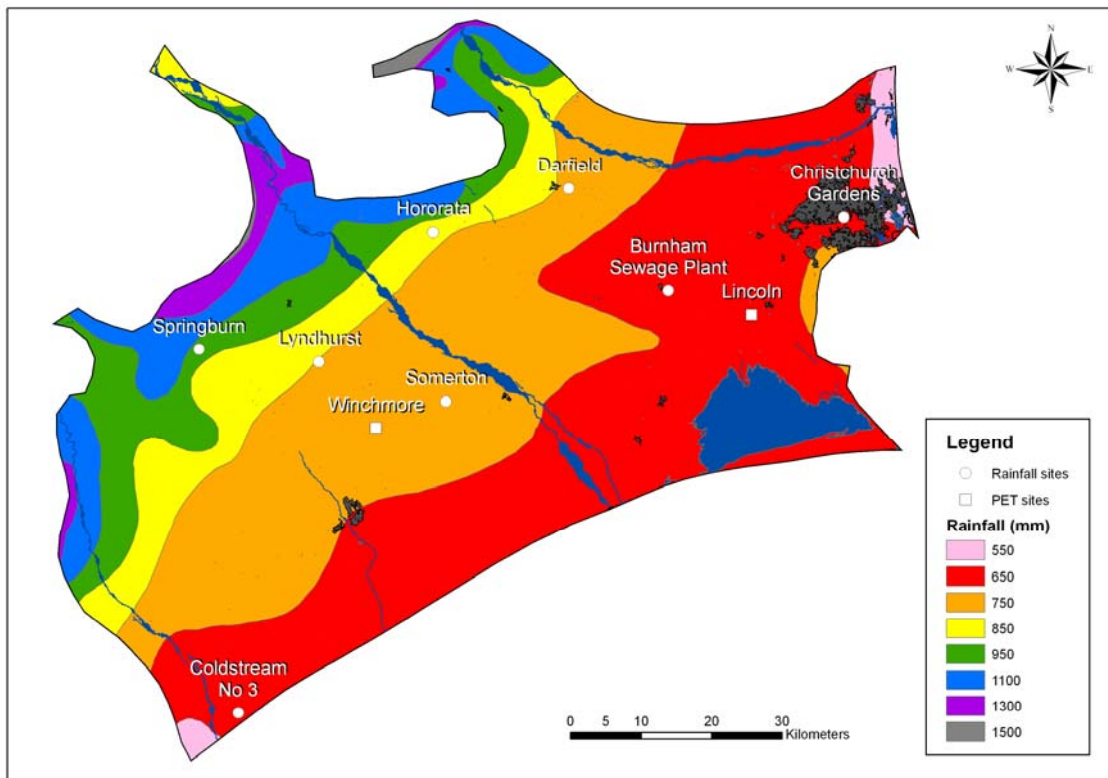 N
W
E
S
Darfield
Christchurch
Gardens
Hororata
Burnham
Sewage Plant
Lincoln
Springburn
Lyndhurst
Somerton
Winchmore
Coldstream
No 3
0 5 10 20 30
Kilometers
Legend
Rainfall sites
PET sites
Rainfall (mm)
550
650
750
850
950
1100
1300
1500